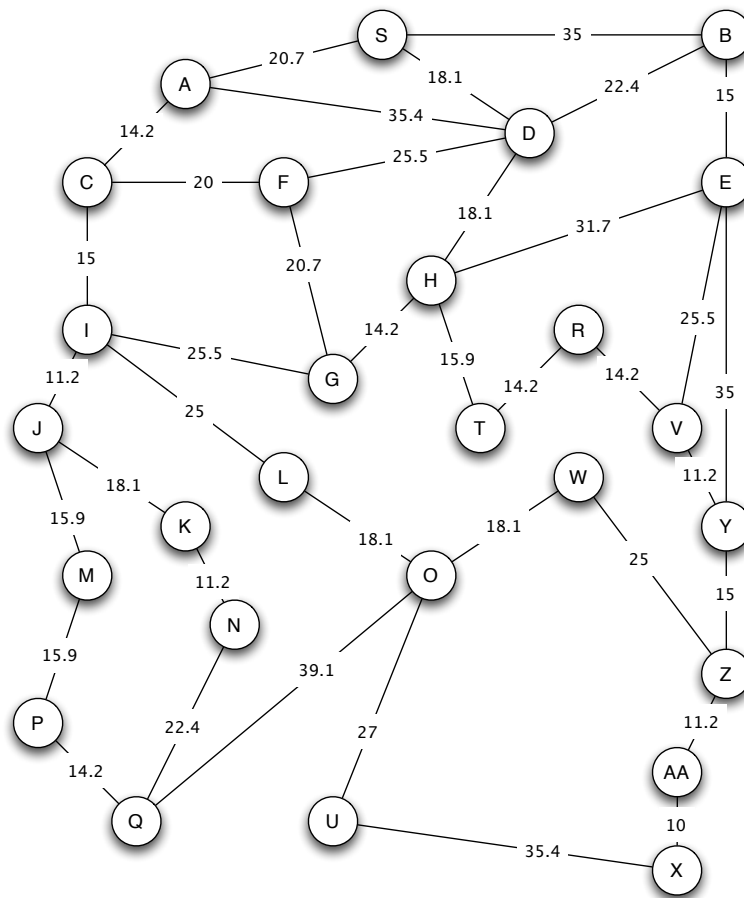 S 35 B
20.7
A 18.1 22.4 15
35.4 D
14.2
25.5
C 20 F E
18.1 31.7
15 20.7 H
I 14.2 R 25.5
25.5 15.9
11.2 G 14.2 14.2 35
25
J T V
18.1 L W 11.2
15.9 K 18.1 18.1 Y
M 11.2 O 25 15
N
15.9 39.1 Z
P 22.4 27 11.2
14.2 AA
Q U 10
35.4 X